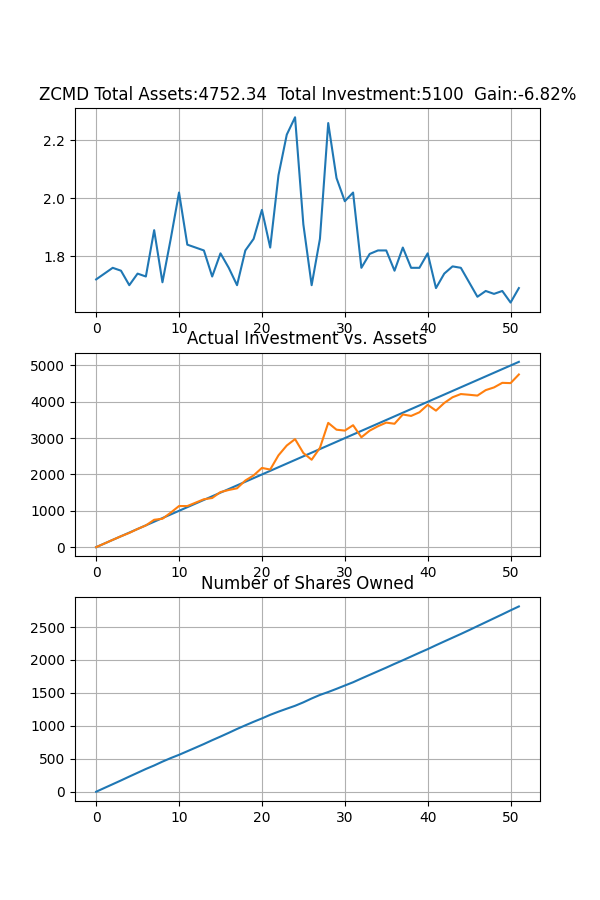 ZCMD Total Assets:4752.34  Total Investment:5100  Gain:-6.82%
2.2
2.0
1.8
0 10 20 30 40 50
Actual Investment vs. Assets
5000
4000
3000
2000
1000
0
0 10 20 30 40 50
Number of Shares Owned
2500
2000
1500
1000
500
0
0 10 20 30 40 50